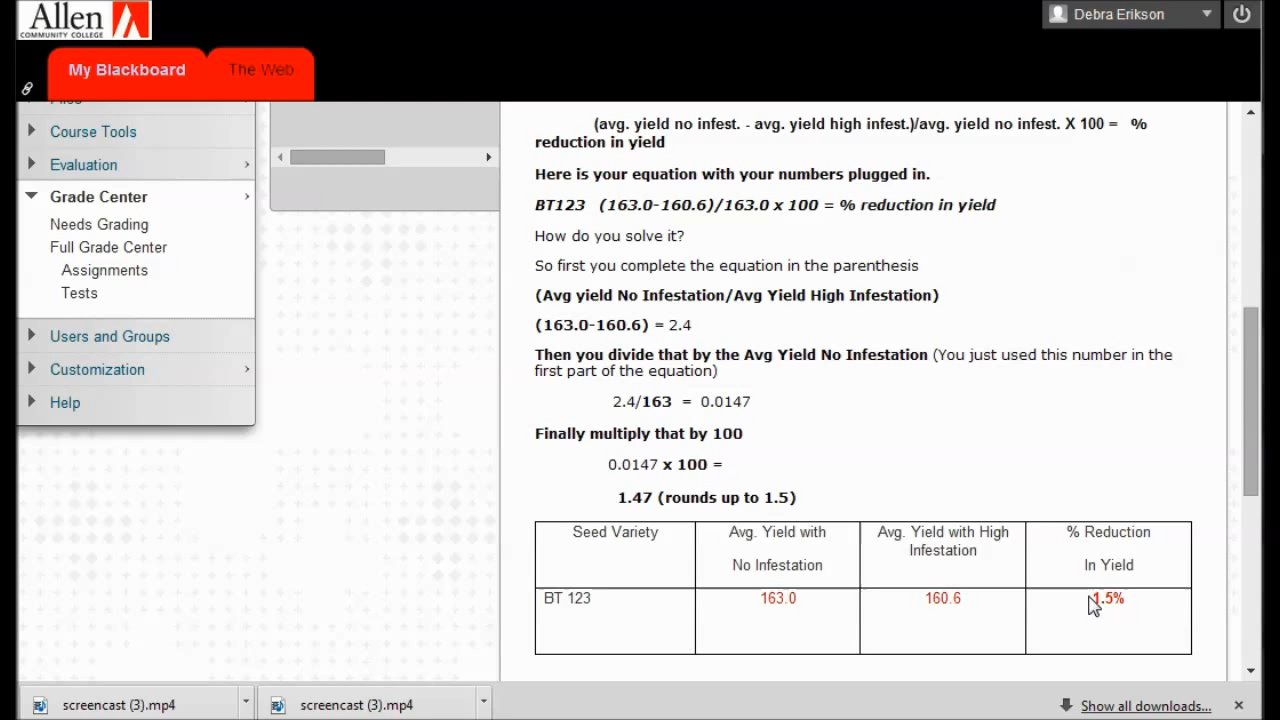 Allen
COMMUNITY COLLEGE
Debra Erikson
My Blackboard
The Web
Course Tools
Evaluation
Grade Center
Needs Grading
Full Grade Center
Assignments
Tests
Users and Groups
Customization
Help
(avg. yield no infest. - avg. yield high infest.)/avg. yield no infest. X 100 = %
reduction in yield
Here is your equation with your numbers plugged in.
BT123 (163.0-160.6)/163.0 x 100 = % reduction in yield
How do you solve it?
So first you complete the equation in the parenthesis
(Avg yield No Infestation/Avg Yield High Infestation)
(163.0-160.6) = 2.4
Then you divide that by the Avg Yield No Infestation (You just used this number in the
first part of the equation)
2.4/163 = 0.0147
Finally multiply that by 100
0.0147 x 100 =
1.47 (rounds up to 1.5)
Seed Variety
Avg. Yield with
No Infestation
Avg. Yield with High
Infestation
% Reduction
In Yield
BT 123
163.0
160.6
1.5%
screencast (3).mp4
screencast (3).mp4
Show all downloads...